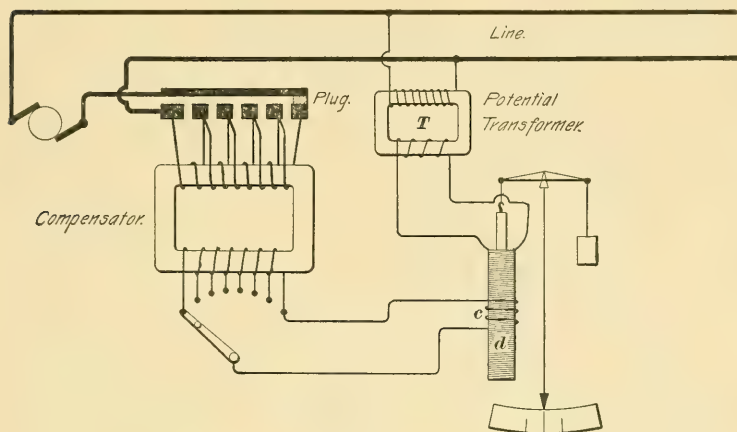 Line.
Plug.
Potential
Transformer.
T
Compensator.
c
d